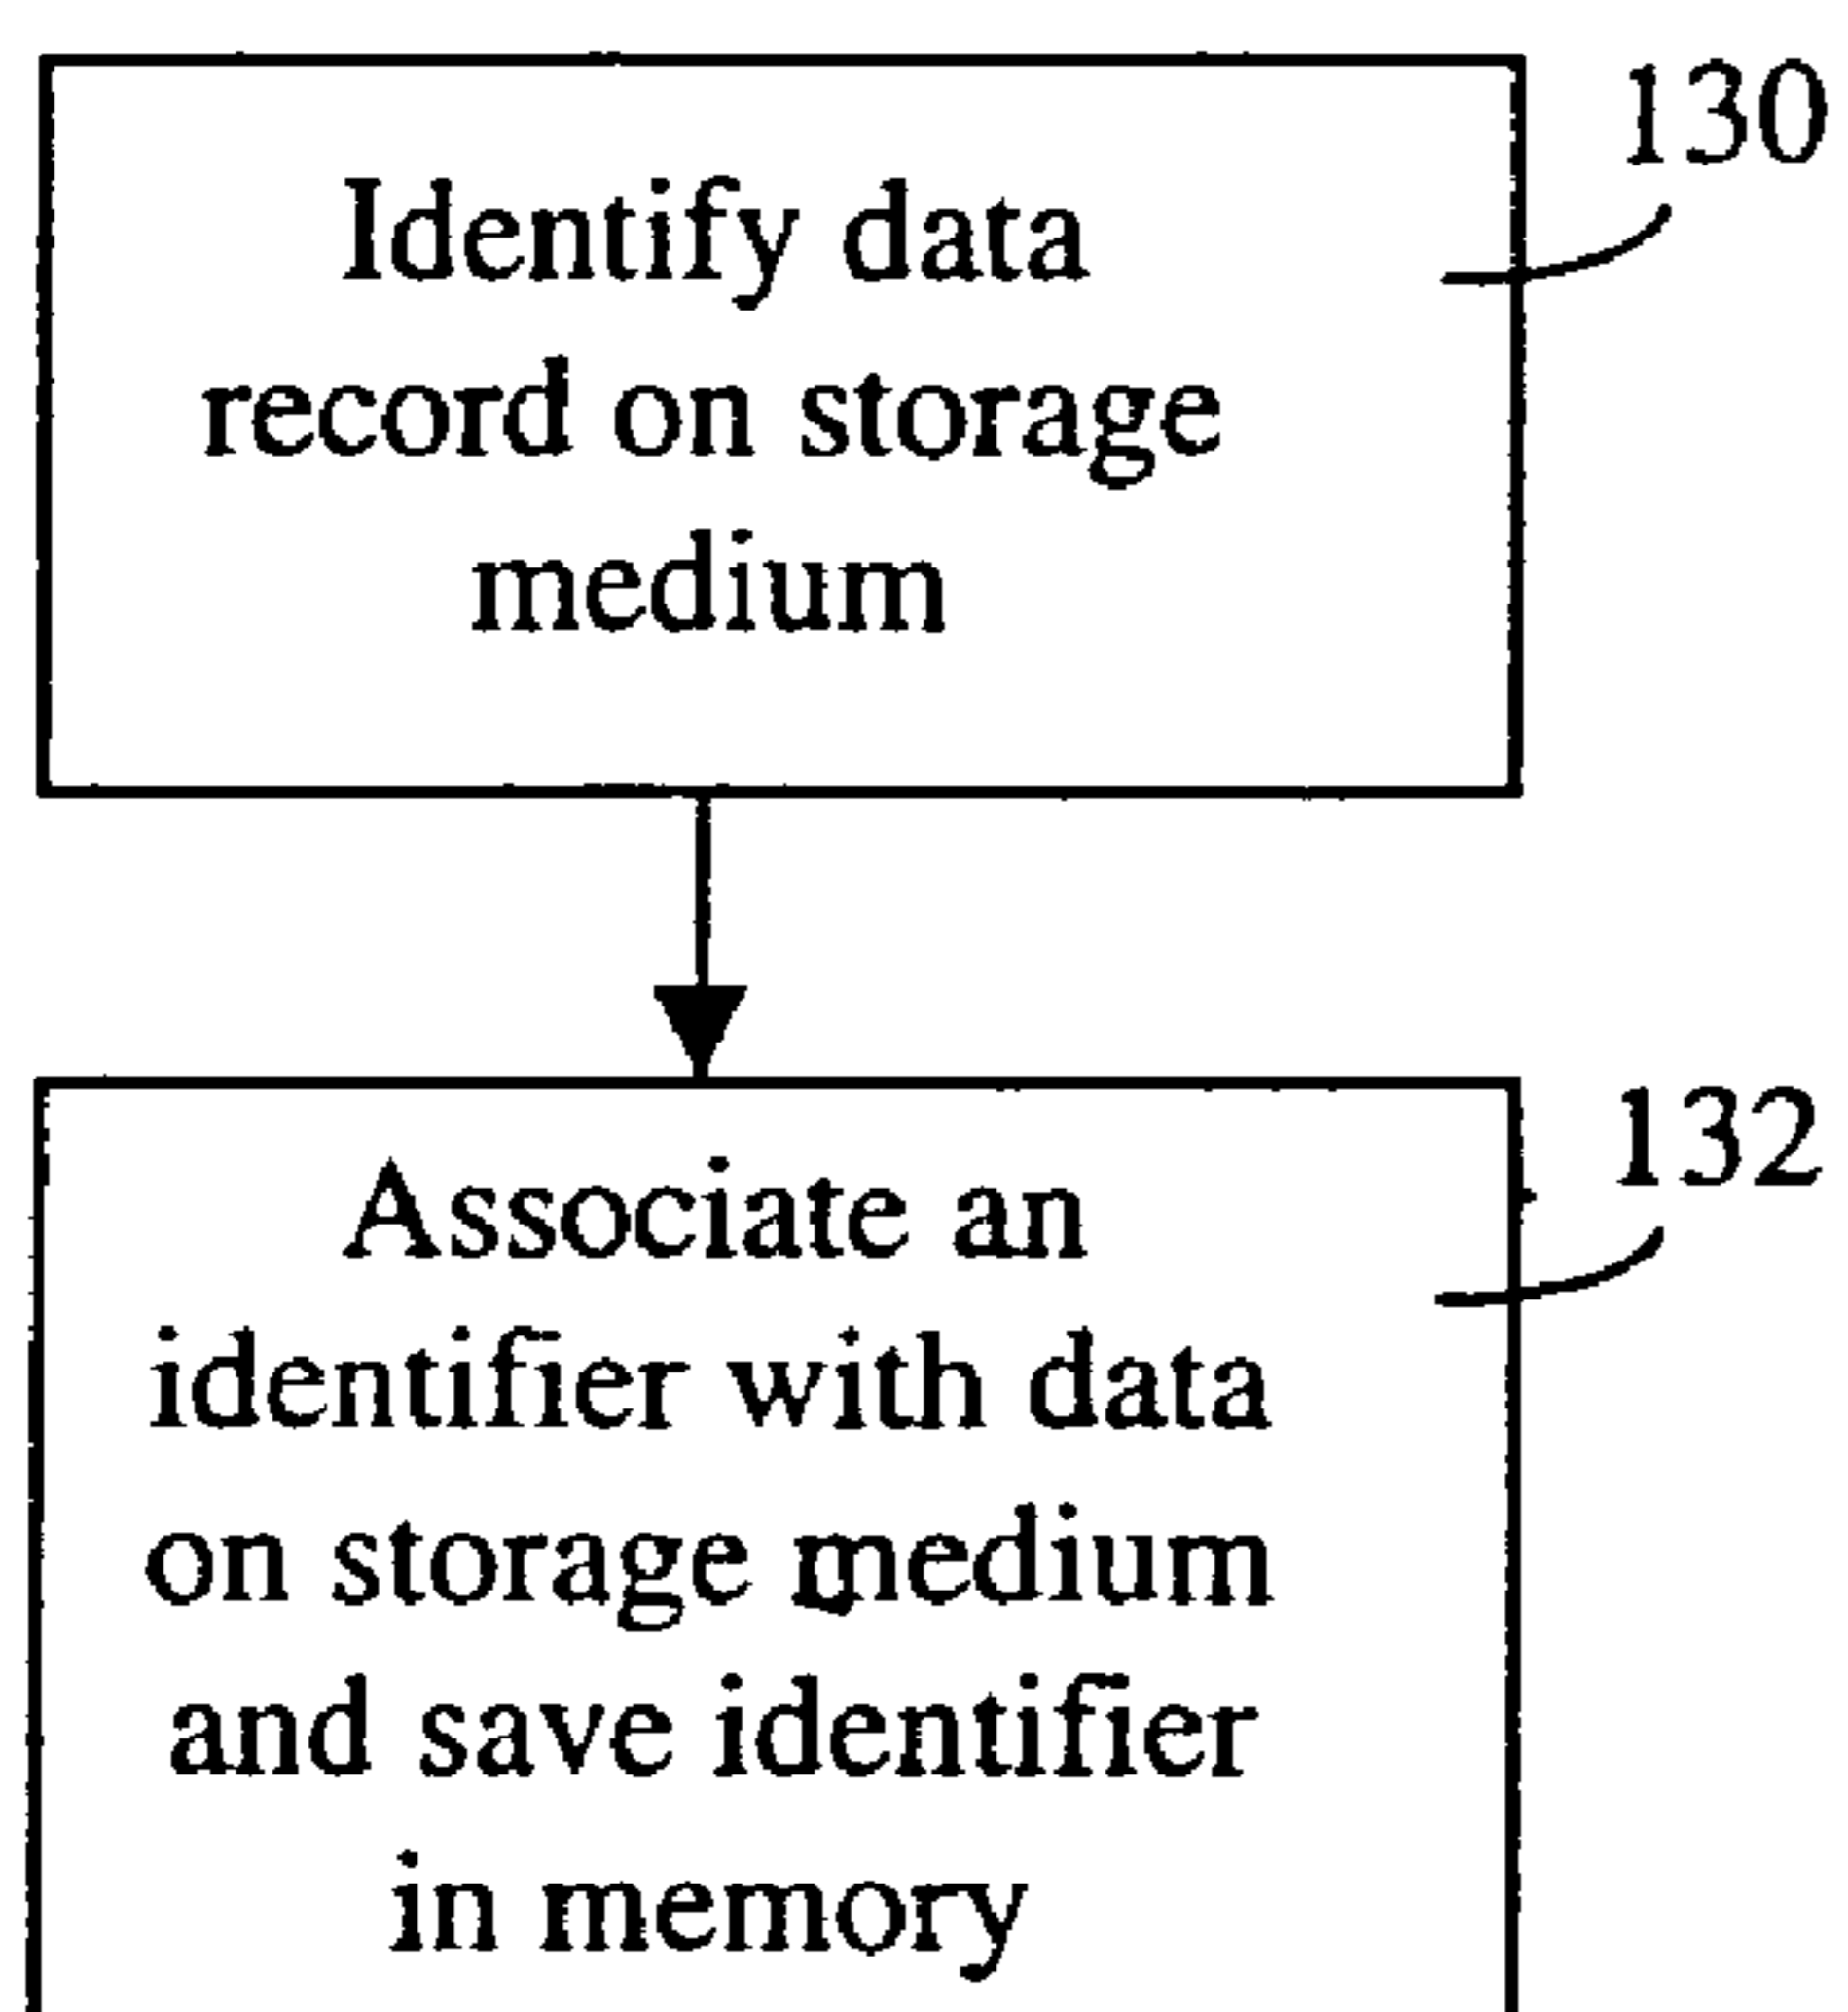 130
Identify data
record on storage
medium
132
Associate an
identifier with data
on storage medium
and save identifier
in memory